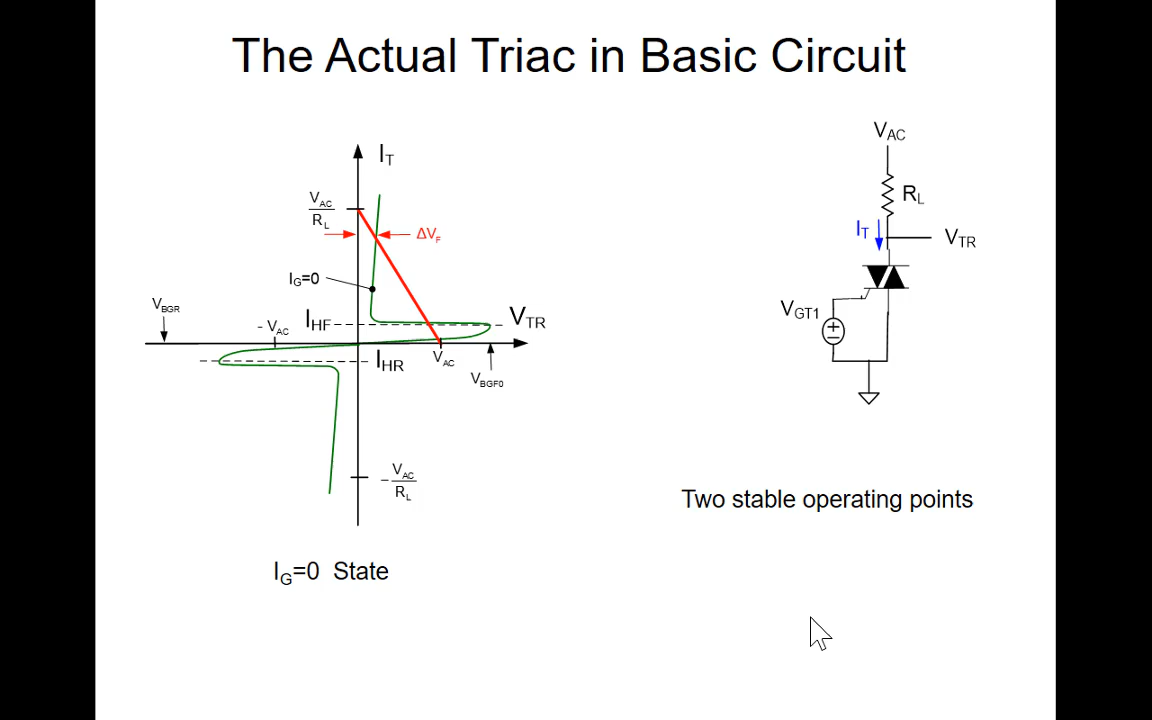 The Actual Triac in Basic Circuit
I_T
V_AC
V_AC
R_L
R_L
I_T
V_TR
ΔV_F
I_G=0
V_BGR
- V_AC
I_HF
V_TR
V_GT1
+
−
I_HR
V_AC
V_BGF0
- V_AC
R_L
Two stable operating points
I_G=0 State